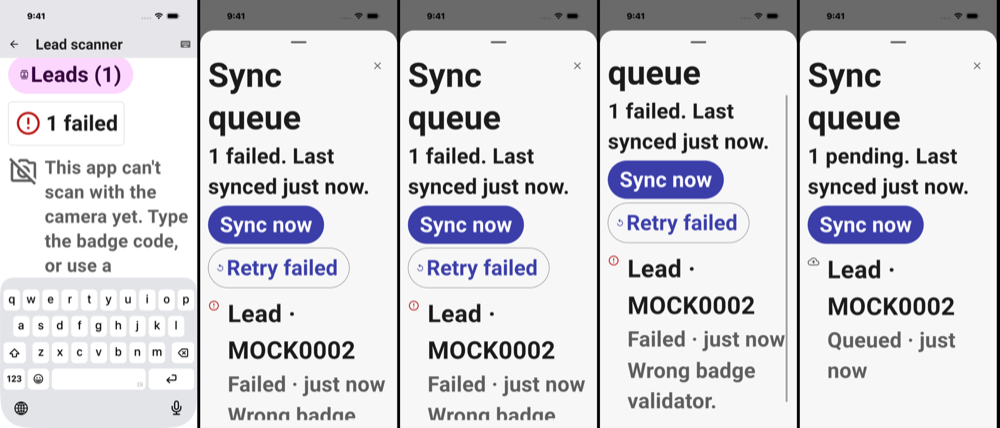 9:41
Lead scanner
Leads (1)
1 failed
This app can't
scan with the
camera yet. Type
the badge code,
or use a
q w e r t y u i o p
a s d f g h j k l
z x c v b n m
123
9:41
Sync
queue
1 failed. Last
synced just now.
Sync now
Retry failed
Lead ·
MOCK0002
Failed · just now
Wrong badge
9:41
Sync
queue
1 failed. Last
synced just now.
Sync now
Retry failed
Lead ·
MOCK0002
Failed · just now
Wrong badge
9:41
queue
1 failed. Last
synced just now.
Sync now
Retry failed
Lead ·
MOCK0002
Failed · just now
Wrong badge
validator.
9:41
Sync
queue
1 pending. Last
synced just now.
Sync now
Lead ·
MOCK0002
Queued · just
now